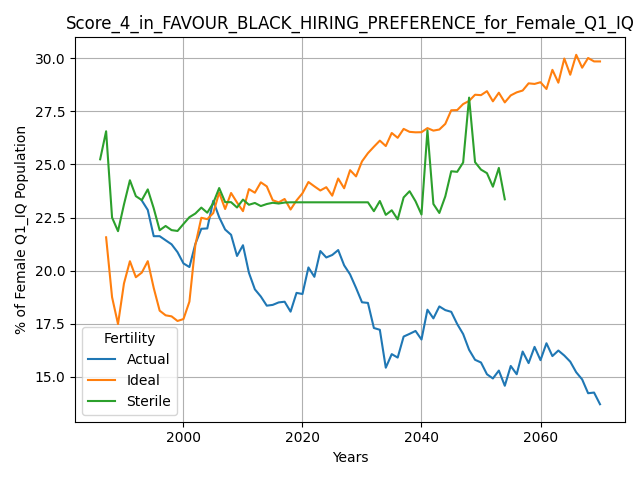 Score_4_in_FAVOUR_BLACK_HIRING_PREFERENCE_for_Female_Q1_IQ
% of Female Q1_IQ Population
30.0
27.5
25.0
22.5
20.0
17.5
15.0
Fertility
Actual
Ideal
Sterile
2000
2020
2040
2060
Years